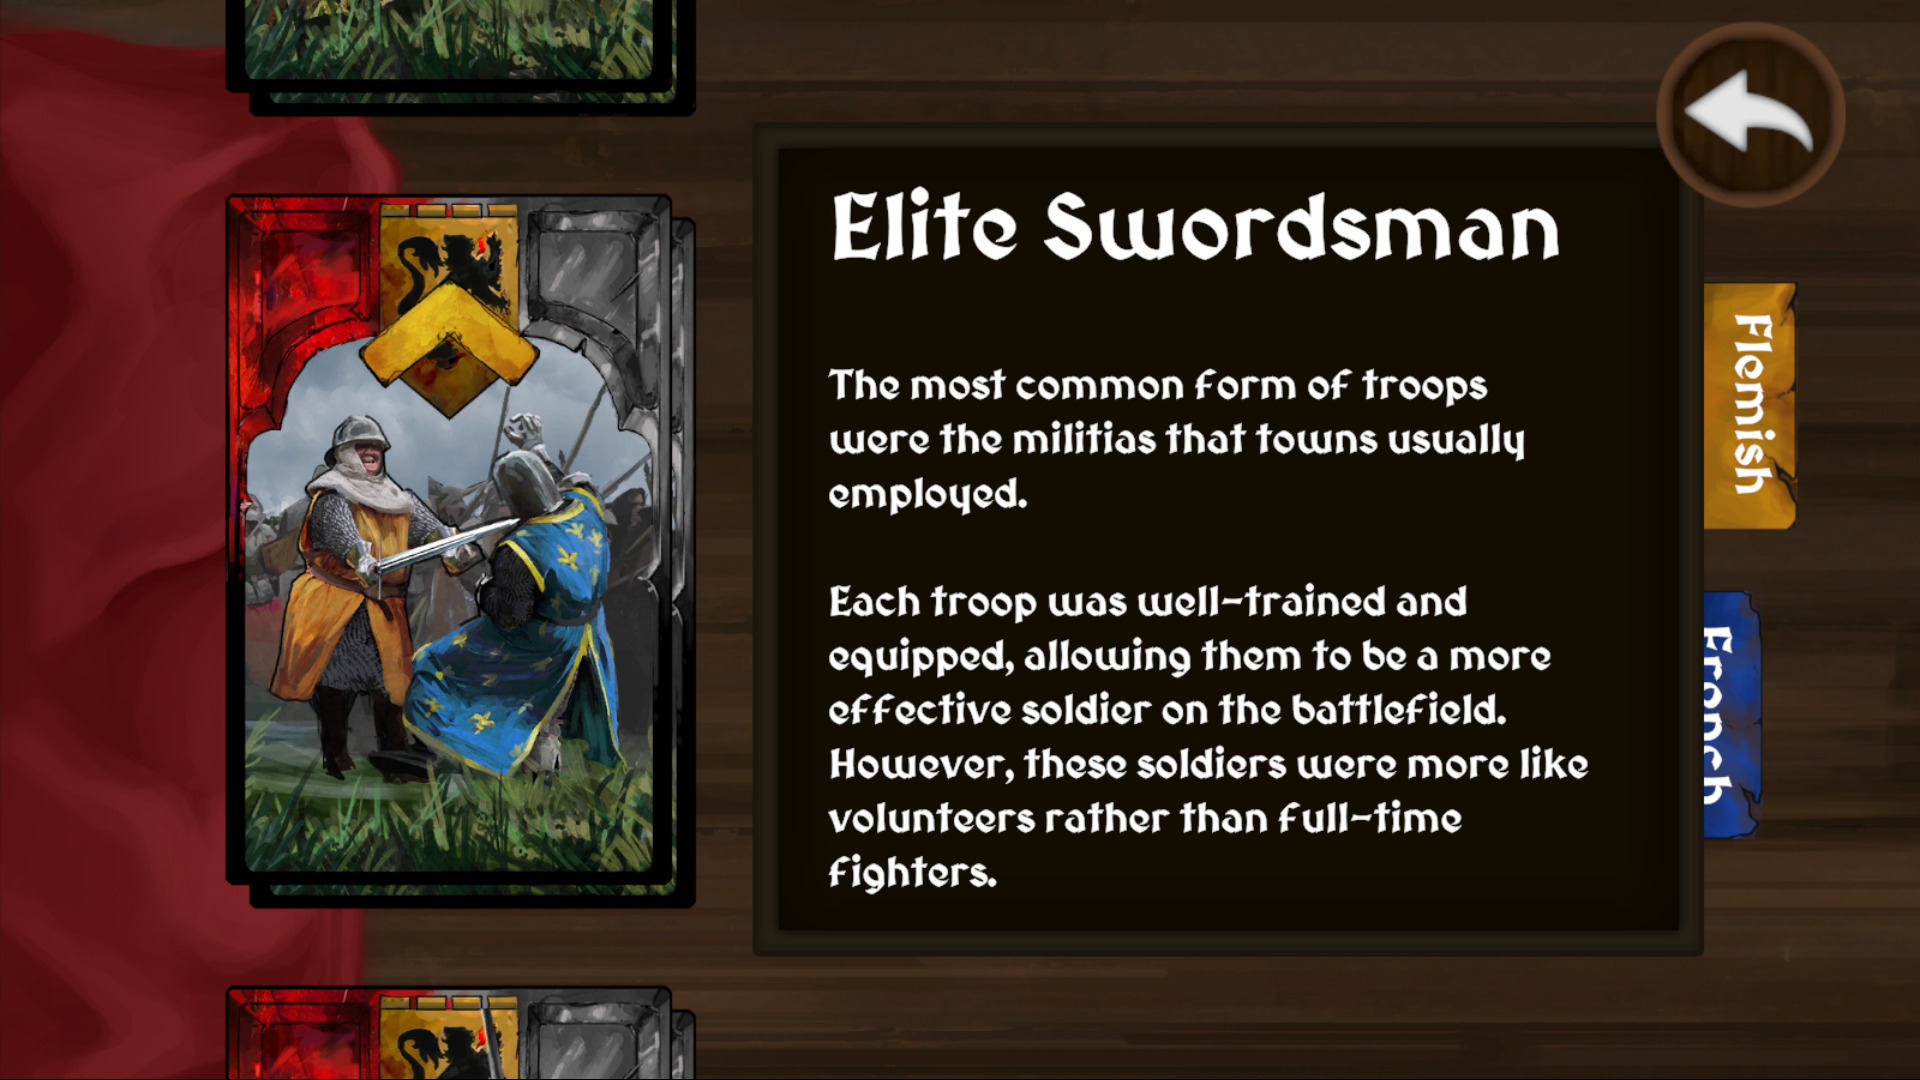 Elite Swordsman
The most common form of troops
were the militias that towns usually
employed.
Each troop was well-trained and
equipped, allowing them to be a more
effective soldier on the battlefield.
However, these soldiers were more like
volunteers rather than full-time
fighters.
Flemish
French